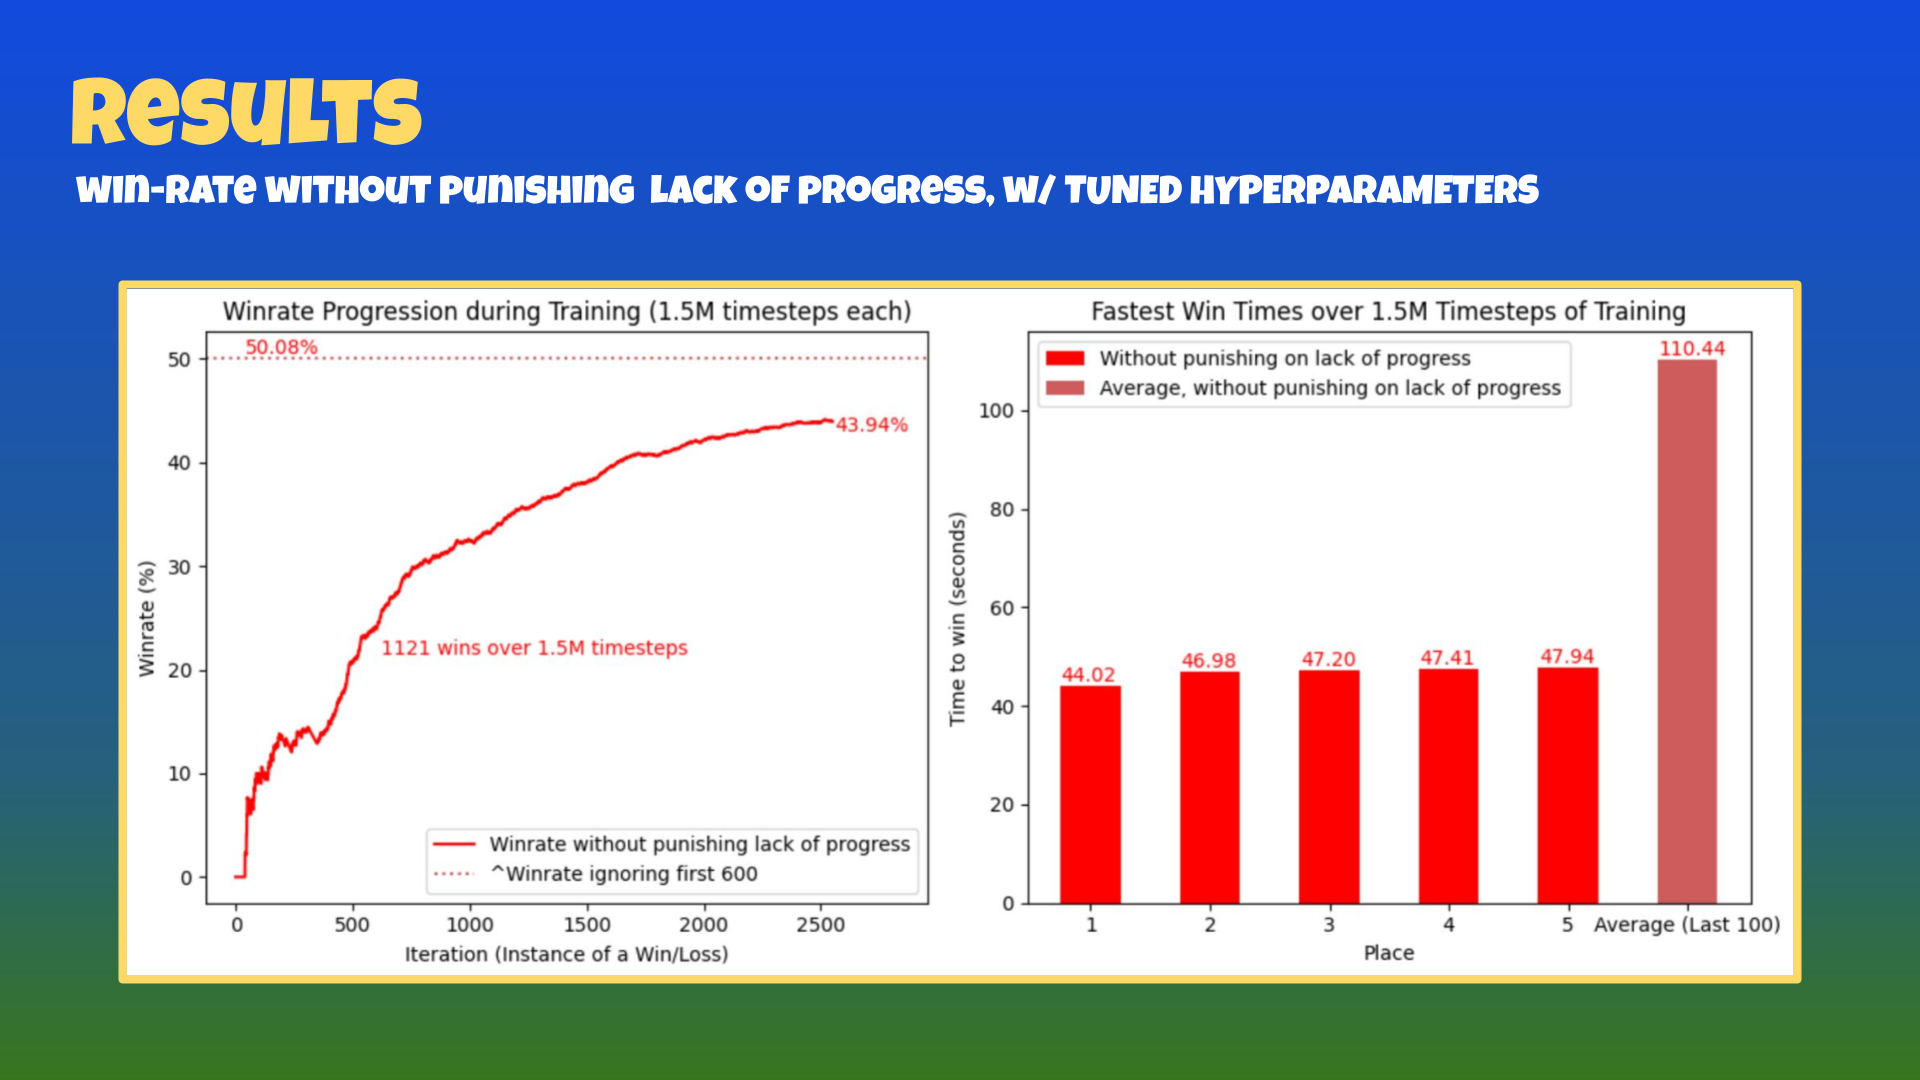 Results
Win-rate without punishing lack of progress, w/ tuned hyperparameters
Winrate Progression during Training (1.5M timesteps each)
50.08%
43.94%
1121 wins over 1.5M timesteps
Winrate without punishing lack of progress
^Winrate ignoring first 600
Winrate (%)
50
40
30
20
10
0
0 500 1000 1500 2000 2500
Iteration (Instance of a Win/Loss)
Fastest Win Times over 1.5M Timesteps of Training
Without punishing on lack of progress
Average, without punishing on lack of progress
110.44
44.02
46.98
47.20
47.41
47.94
Time to win (seconds)
100
80
60
40
20
0
1 2 3 4 5 Average (Last 100)
Place